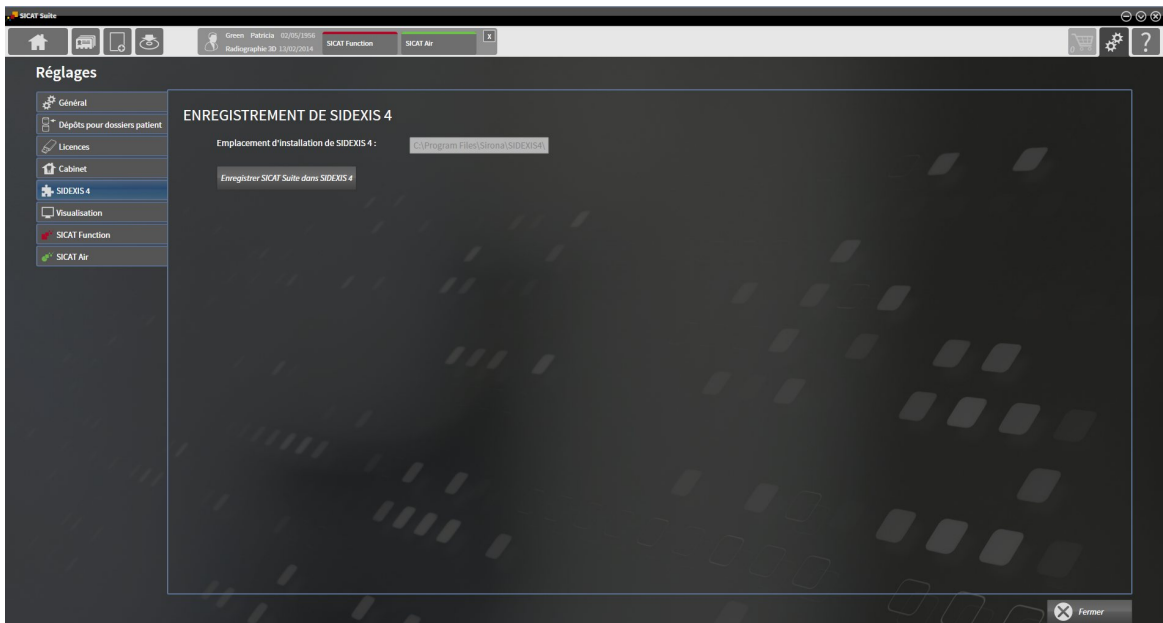 SICAT Suite
Green Patricia 02/05/1956
Radiographie 3D 13/02/2014
SICAT Function
SICAT Air
X
0
?
Réglages
Général
Dépôts pour dossiers patient
Licences
Cabinet
SIDEXIS 4
Visualisation
SICAT Function
SICAT Air
ENREGISTREMENT DE SIDEXIS 4
Emplacement d'installation de SIDEXIS 4 :
C:\Program Files\Sirona\SIDEXIS4\
Enregistrer SICAT Suite dans SIDEXIS 4
Fermer